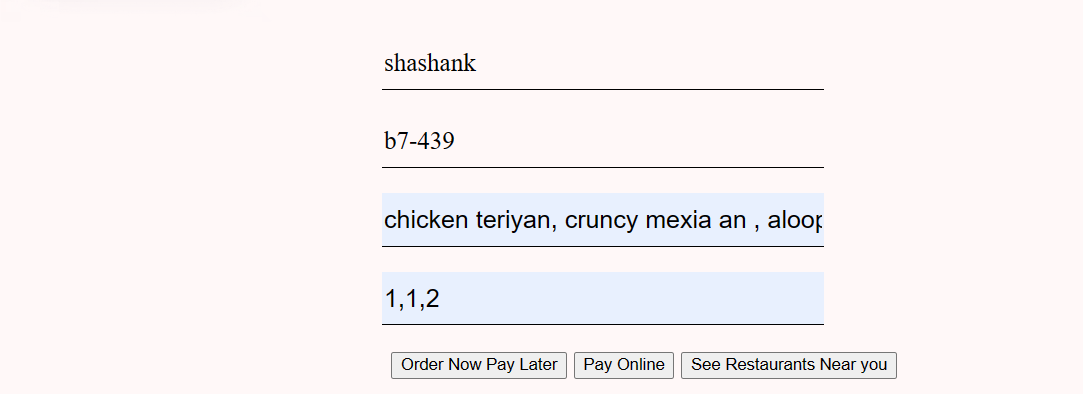 shashank
b7-439
chicken teriyan, cruncy mexia an , aloop
1,1,2
Order Now Pay Later Pay Online See Restaurants Near you